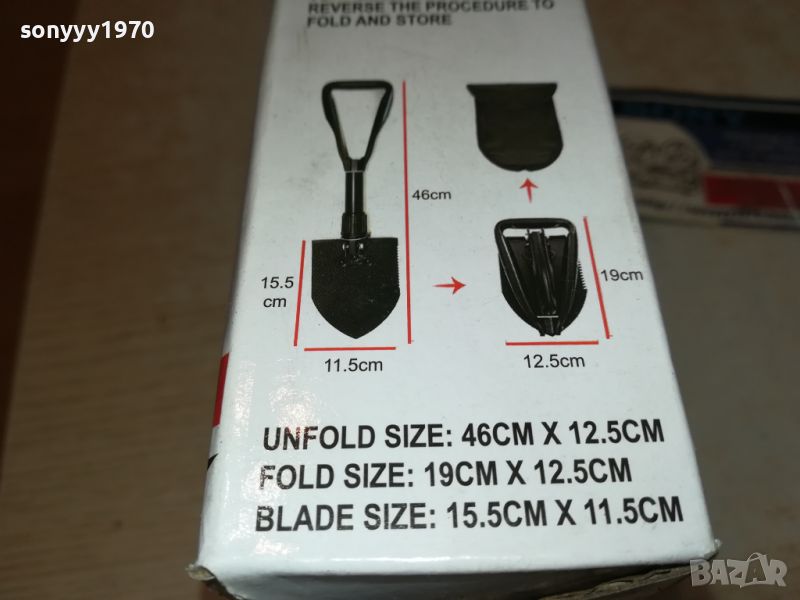 sonyyy1970
REVERSE THE PROCEDURE TO
FOLD AND STORE
46cm
15.5
cm
19cm
11.5cm
12.5cm
UNFOLD SIZE: 46CM X 12.5CM
FOLD SIZE: 19CM X 12.5CM
BLADE SIZE: 15.5CM X 11.5CM
BAZAR